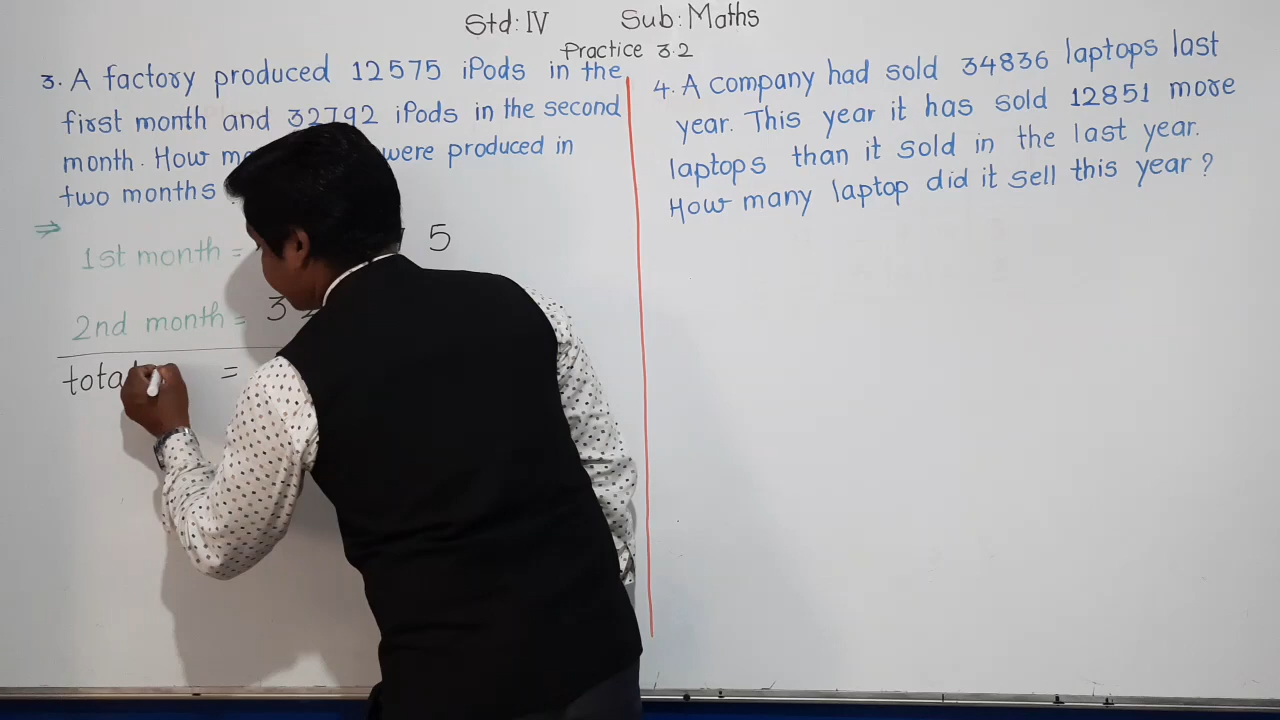 Std: IV Sub: Maths
Practice 3.2
3. A factory produced 12575 iPods in the
first month and 32792 iPods in the second
month. How were produced in
two months
⇒
1st month = 5
2nd month = 3
total =
4. A company had sold 34836 laptops last
year. This year it has sold 12851 more
laptops than it sold in the last year.
How many laptop did it sell this year?